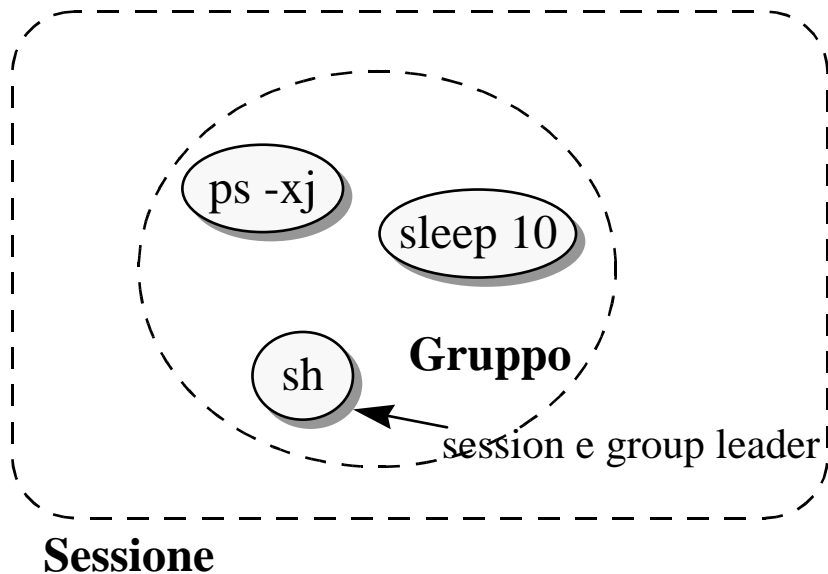 ps -xj
sleep 10
Gruppo
sh
session e group leader
Sessione